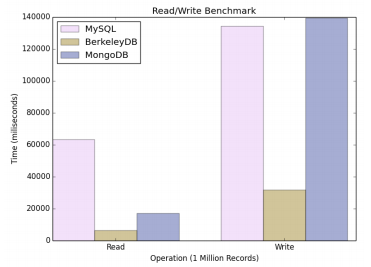 Read/Write Benchmark
MySQL
BerkeleyDB
MongoDB
Time (miliseconds)
140000
120000
100000
80000
60000
40000
20000
0
Read
Write
Operation (1 Million Records)